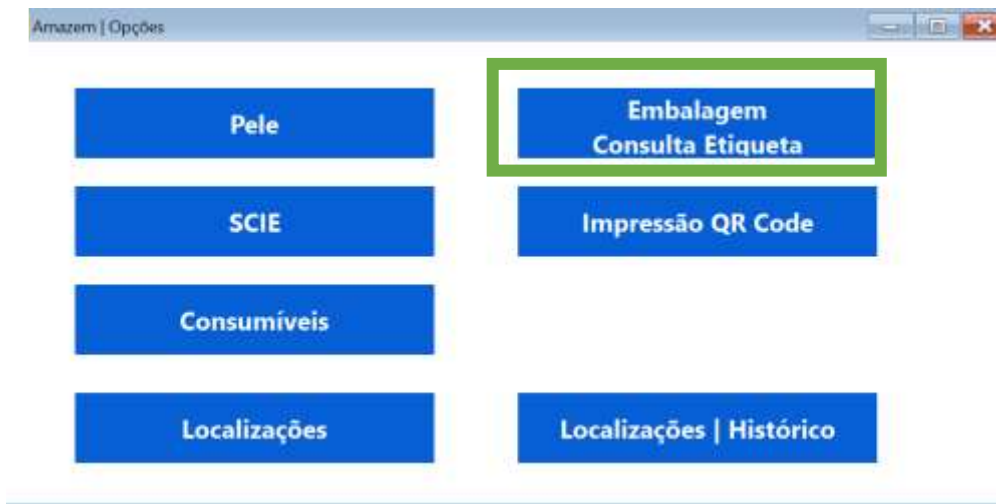 Amazem | Opções
Pele
Embalagem
Consulta Etiqueta
SCIE
Impressão QR Code
Consumíveis
Localizações
Localizações | Histórico